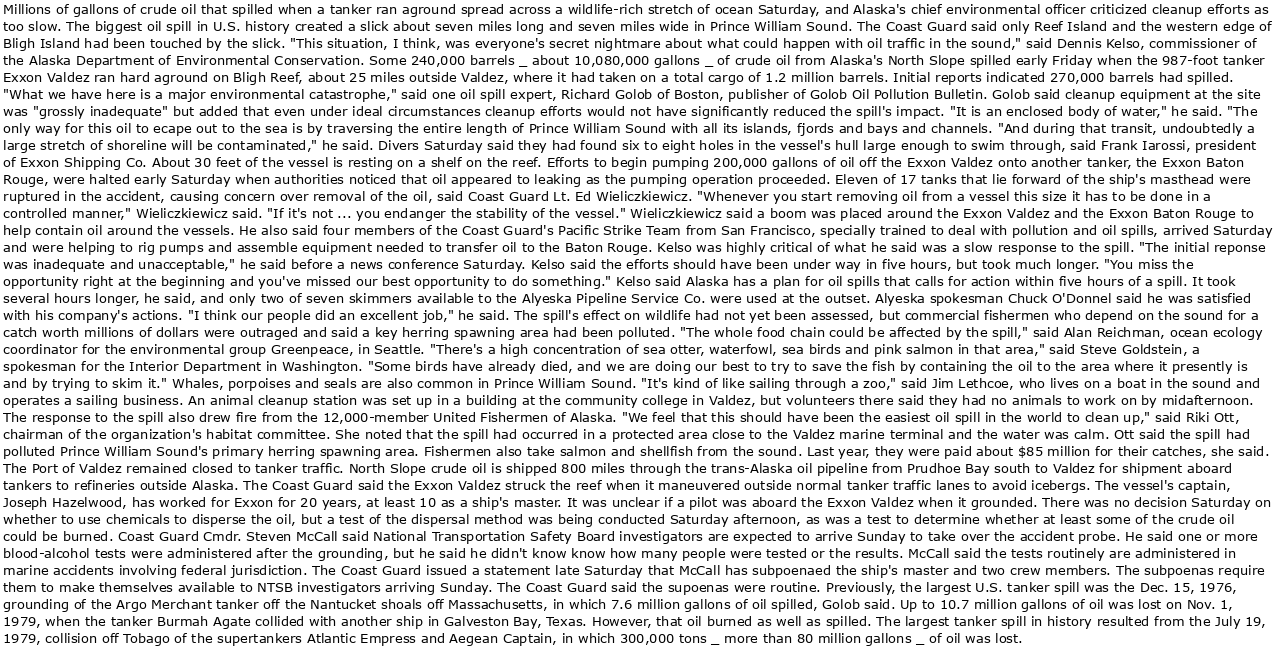 Millions of gallons of crude oil that spilled when a tanker ran aground spread across a wildlife-rich stretch of ocean Saturday, and Alaska's chief environmental officer criticized cleanup efforts as
too slow. The biggest oil spill in U.S. history created a slick about seven miles long and seven miles wide in Prince William Sound. The Coast Guard said only Reef Island and the western edge of
Bligh Island had been touched by the slick. "This situation, I think, was everyone's secret nightmare about what could happen with oil traffic in the sound," said Dennis Kelso, commissioner of
the Alaska Department of Environmental Conservation. Some 240,000 barrels _ about 10,080,000 gallons _ of crude oil from Alaska's North Slope spilled early Friday when the 987-foot tanker
Exxon Valdez ran hard aground on Bligh Reef, about 25 miles outside Valdez, where it had taken on a total cargo of 1.2 million barrels. Initial reports indicated 270,000 barrels had spilled.
"What we have here is a major environmental catastrophe," said one oil spill expert, Richard Golob of Boston, publisher of Golob Oil Pollution Bulletin. Golob said cleanup equipment at the site
was "grossly inadequate" but added that even under ideal circumstances cleanup efforts would not have significantly reduced the spill's impact. "It is an enclosed body of water," he said. "The
only way for this oil to ecape out to the sea is by traversing the entire length of Prince William Sound with all its islands, fjords and bays and channels. "And during that transit, undoubtedly a
large stretch of shoreline will be contaminated," he said. Divers Saturday said they had found six to eight holes in the vessel's hull large enough to swim through, said Frank Iarossi, president
of Exxon Shipping Co. About 30 feet of the vessel is resting on a shelf on the reef. Efforts to begin pumping 200,000 gallons of oil off the Exxon Valdez onto another tanker, the Exxon Baton
Rouge, were halted early Saturday when authorities noticed that oil appeared to leaking as the pumping operation proceeded. Eleven of 17 tanks that lie forward of the ship's masthead were
ruptured in the accident, causing concern over removal of the oil, said Coast Guard Lt. Ed Wieliczkiewicz. "Whenever you start removing oil from a vessel this size it has to be done in a
controlled manner," Wieliczkiewicz said. "If it's not ... you endanger the stability of the vessel." Wieliczkiewicz said a boom was placed around the Exxon Valdez and the Exxon Baton Rouge to
help contain oil around the vessels. He also said four members of the Coast Guard's Pacific Strike Team from San Francisco, specially trained to deal with pollution and oil spills, arrived Saturday
and were helping to rig pumps and assemble equipment needed to transfer oil to the Baton Rouge. Kelso was highly critical of what he said was a slow response to the spill. "The initial reponse
was inadequate and unacceptable," he said before a news conference Saturday. Kelso said the efforts should have been under way in five hours, but took much longer. "You miss the
opportunity right at the beginning and you've missed our best opportunity to do something." Kelso said Alaska has a plan for oil spills that calls for action within five hours of a spill. It took
several hours longer, he said, and only two of seven skimmers available to the Alyeska Pipeline Service Co. were used at the outset. Alyeska spokesman Chuck O'Donnel said he was satisfied
with his company's actions. "I think our people did an excellent job," he said. The spill's effect on wildlife had not yet been assessed, but commercial fishermen who depend on the sound for a
catch worth millions of dollars were outraged and said a key herring spawning area had been polluted. "The whole food chain could be affected by the spill," said Alan Reichman, ocean ecology
coordinator for the environmental group Greenpeace, in Seattle. "There's a high concentration of sea otter, waterfowl, sea birds and pink salmon in that area," said Steve Goldstein, a
spokesman for the Interior Department in Washington. "Some birds have already died, and we are doing our best to try to save the fish by containing the oil to the area where it presently is
and by trying to skim it." Whales, porpoises and seals are also common in Prince William Sound. "It's kind of like sailing through a zoo," said Jim Lethcoe, who lives on a boat in the sound and
operates a sailing business. An animal cleanup station was set up in a building at the community college in Valdez, but volunteers there said they had no animals to work on by midafternoon.
The response to the spill also drew fire from the 12,000-member United Fishermen of Alaska. "We feel that this should have been the easiest oil spill in the world to clean up," said Riki Ott,
chairman of the organization's habitat committee. She noted that the spill had occurred in a protected area close to the Valdez marine terminal and the water was calm. Ott said the spill had
polluted Prince William Sound's primary herring spawning area. Fishermen also take salmon and shellfish from the sound. Last year, they were paid about $85 million for their catches, she said.
The Port of Valdez remained closed to tanker traffic. North Slope crude oil is shipped 800 miles through the trans-Alaska oil pipeline from Prudhoe Bay south to Valdez for shipment aboard
tankers to refineries outside Alaska. The Coast Guard said the Exxon Valdez struck the reef when it maneuvered outside normal tanker traffic lanes to avoid icebergs. The vessel's captain,
Joseph Hazelwood, has worked for Exxon for 20 years, at least 10 as a ship's master. It was unclear if a pilot was aboard the Exxon Valdez when it grounded. There was no decision Saturday on
whether to use chemicals to disperse the oil, but a test of the dispersal method was being conducted Saturday afternoon, as was a test to determine whether at least some of the crude oil
could be burned. Coast Guard Cmdr. Steven McCall said National Transportation Safety Board investigators are expected to arrive Sunday to take over the accident probe. He said one or more
blood-alcohol tests were administered after the grounding, but he said he didn't know know how many people were tested or the results. McCall said the tests routinely are administered in
marine accidents involving federal jurisdiction. The Coast Guard issued a statement late Saturday that McCall has subpoenaed the ship's master and two crew members. The subpoenas require
them to make themselves available to NTSB investigators arriving Sunday. The Coast Guard said the supoenas were routine. Previously, the largest U.S. tanker spill was the Dec. 15, 1976,
grounding of the Argo Merchant tanker off the Nantucket shoals off Massachusetts, in which 7.6 million gallons of oil spilled, Golob said. Up to 10.7 million gallons of oil was lost on Nov. 1,
1979, when the tanker Burmah Agate collided with another ship in Galveston Bay, Texas. However, that oil burned as well as spilled. The largest tanker spill in history resulted from the July 19,
1979, collision off Tobago of the supertankers Atlantic Empress and Aegean Captain, in which 300,000 tons _ more than 80 million gallons _ of oil was lost.